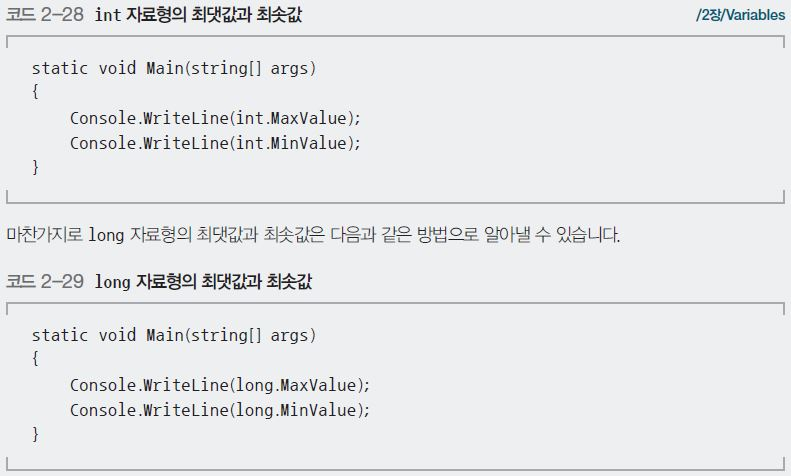 코드 2-28 int 자료형의 최댓값과 최솟값 /2장/Variables
static void Main(string[] args)
{
Console.WriteLine(int.MaxValue);
Console.WriteLine(int.MinValue);
}
마찬가지로 long 자료형의 최댓값과 최솟값은 다음과 같은 방법으로 알아낼 수 있습니다.
코드 2-29 long 자료형의 최댓값과 최솟값
static void Main(string[] args)
{
Console.WriteLine(long.MaxValue);
Console.WriteLine(long.MinValue);
}